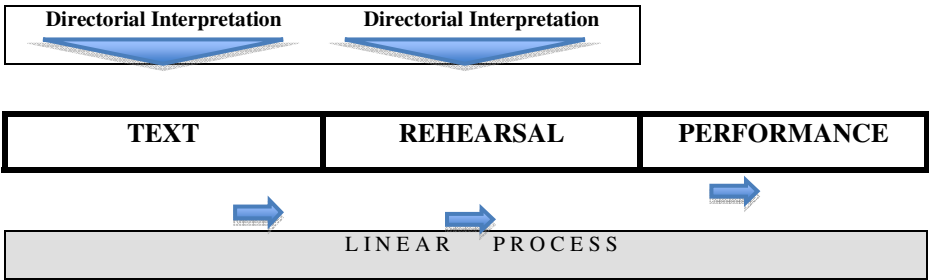 Directorial Interpretation Directorial Interpretation
TEXT REHEARSAL PERFORMANCE
LINEAR PROCESS